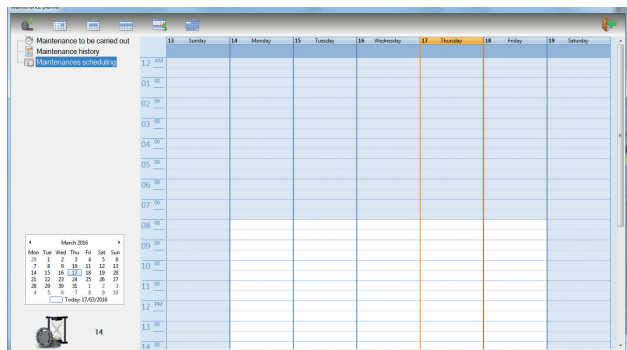 Maintenance planner
Maintenance to be carried out
Maintenance history
Maintenances scheduling
13 Sunday 14 Monday 15 Tuesday 16 Wednesday 17 Thursday 18 Friday 19 Saturday
12 AM
01 00
02 00
03 00
04 00
05 00
06 00
07 00
08 00
09 00
10 00
11 00
12 PM
13 00
14 00
March 2016
Mon Tue Wed Thu Fri Sat Sun
29 1 2 3 4 5 6
7 8 9 10 11 12 13
14 15 16 17 18 19 20
21 22 23 24 25 26 27
28 29 30 31 1 2 3
4 5 6 7 8 9 10
Today: 17/03/2016
14